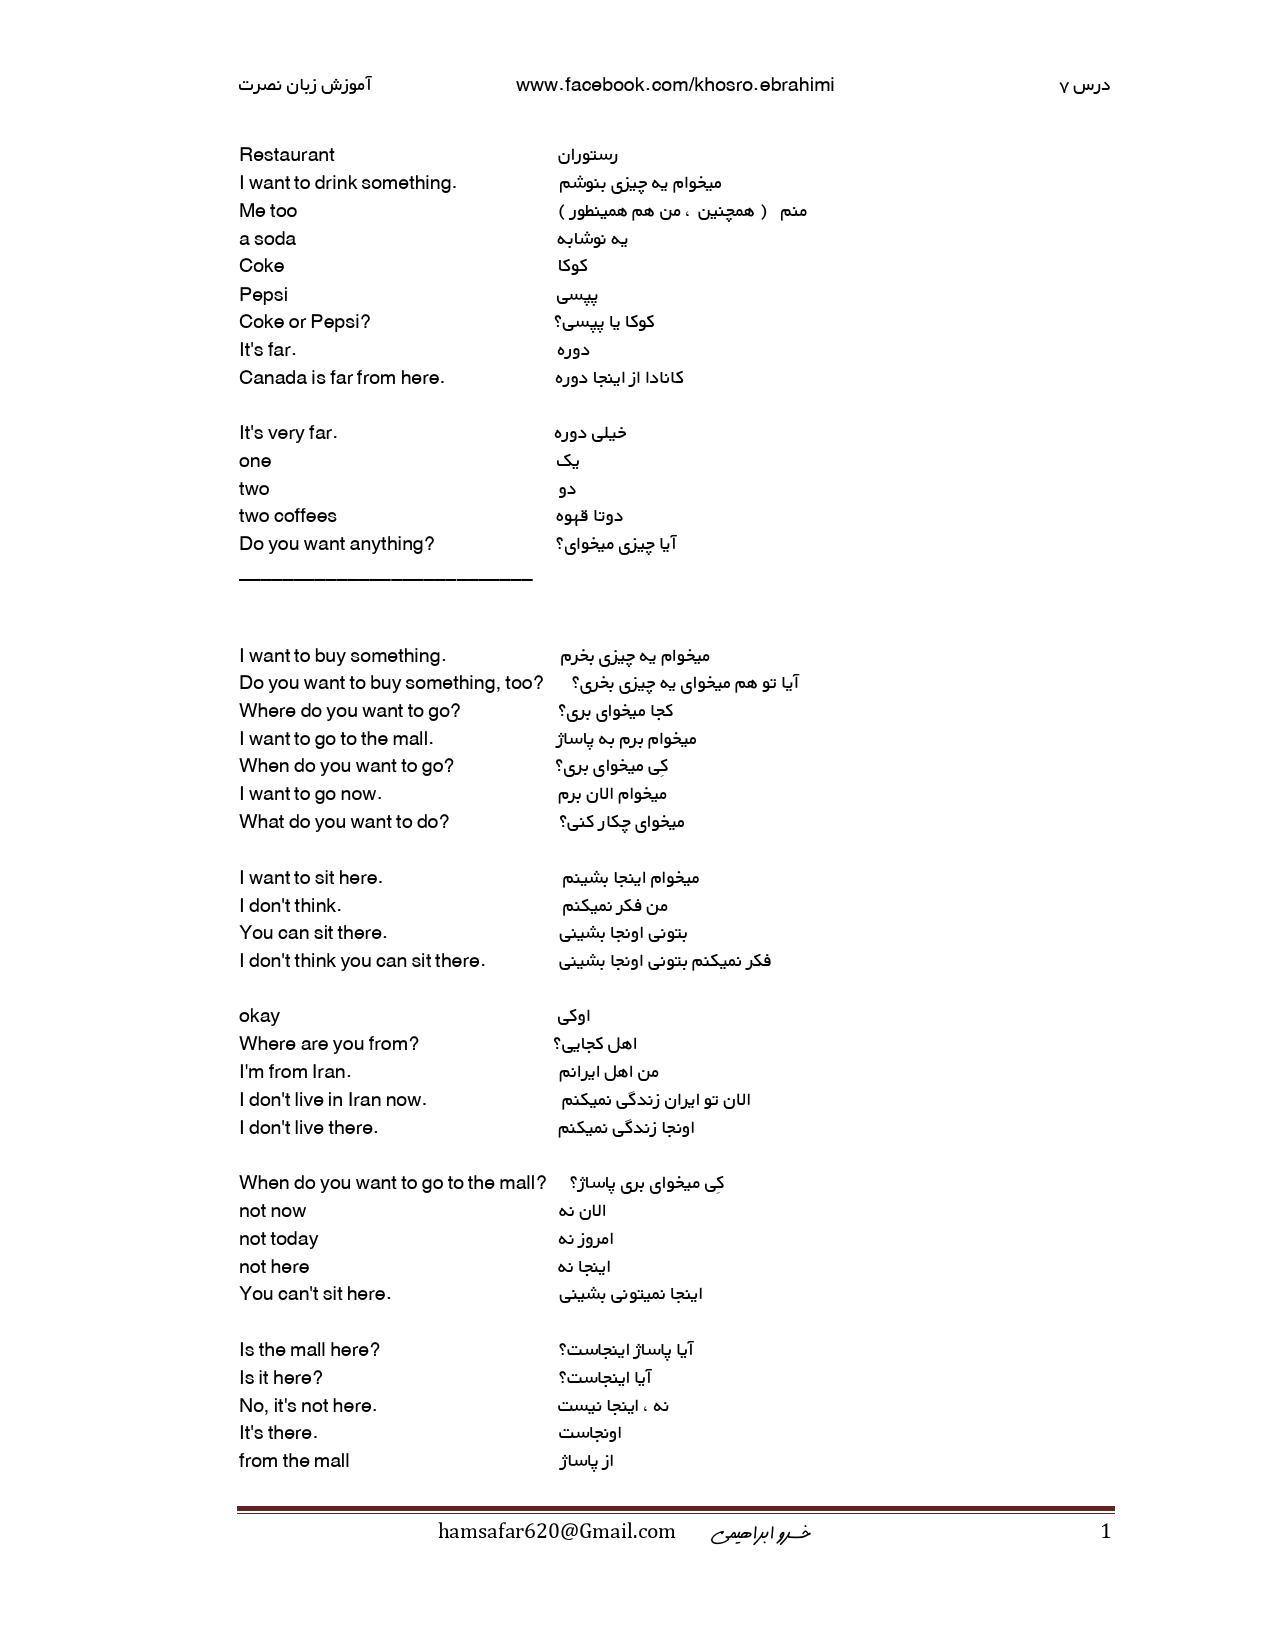 آموزش زبان نصرت www.facebook.com/khosro.ebrahimi درس ۷
Restaurant رستوران
I want to drink something. میخوام یه چیزی بنوشم
Me too منم ( همچنین ، من هم همینطور )
a soda یه نوشابه
Coke کوکا
Pepsi پپسی
Coke or Pepsi? کوکا یا پپسی؟
It's far. دوره
Canada is far from here. کانادا از اینجا دوره
It's very far. خیلی دوره
one یک
two دو
two coffees دوتا قهوه
Do you want anything? آیا چیزی میخوای؟
____________________________
I want to buy something. میخوام یه چیزی بخرم
Do you want to buy something, too? آیا تو هم میخوای یه چیزی بخری؟
Where do you want to go? کجا میخوای بری؟
I want to go to the mall. میخوام برم به پاساژ
When do you want to go? کِی میخوای بری؟
I want to go now. میخوام الان برم
What do you want to do? میخوای چکار کنی؟
I want to sit here. میخوام اینجا بشینم
I don't think. من فکر نمیکنم
You can sit there. بتونی اونجا بشینی
I don't think you can sit there. فکر نمیکنم بتونی اونجا بشینی
okay اوکی
Where are you from? اهل کجایی؟
I'm from Iran. من اهل ایرانم
I don't live in Iran now. الان تو ایران زندگی نمیکنم
I don't live there. اونجا زندگی نمیکنم
When do you want to go to the mall? کِی میخوای بری پاساژ؟
not now الان نه
not today امروز نه
not here اینجا نه
You can't sit here. اینجا نمیتونی بشینی
Is the mall here? آیا پاساژ اینجاست؟
Is it here? آیا اینجاست؟
No, it's not here. نه ، اینجا نیست
It's there. اونجاست
from the mall از پاساژ
hamsafar620@Gmail.com خسرو ابراهیمی 1